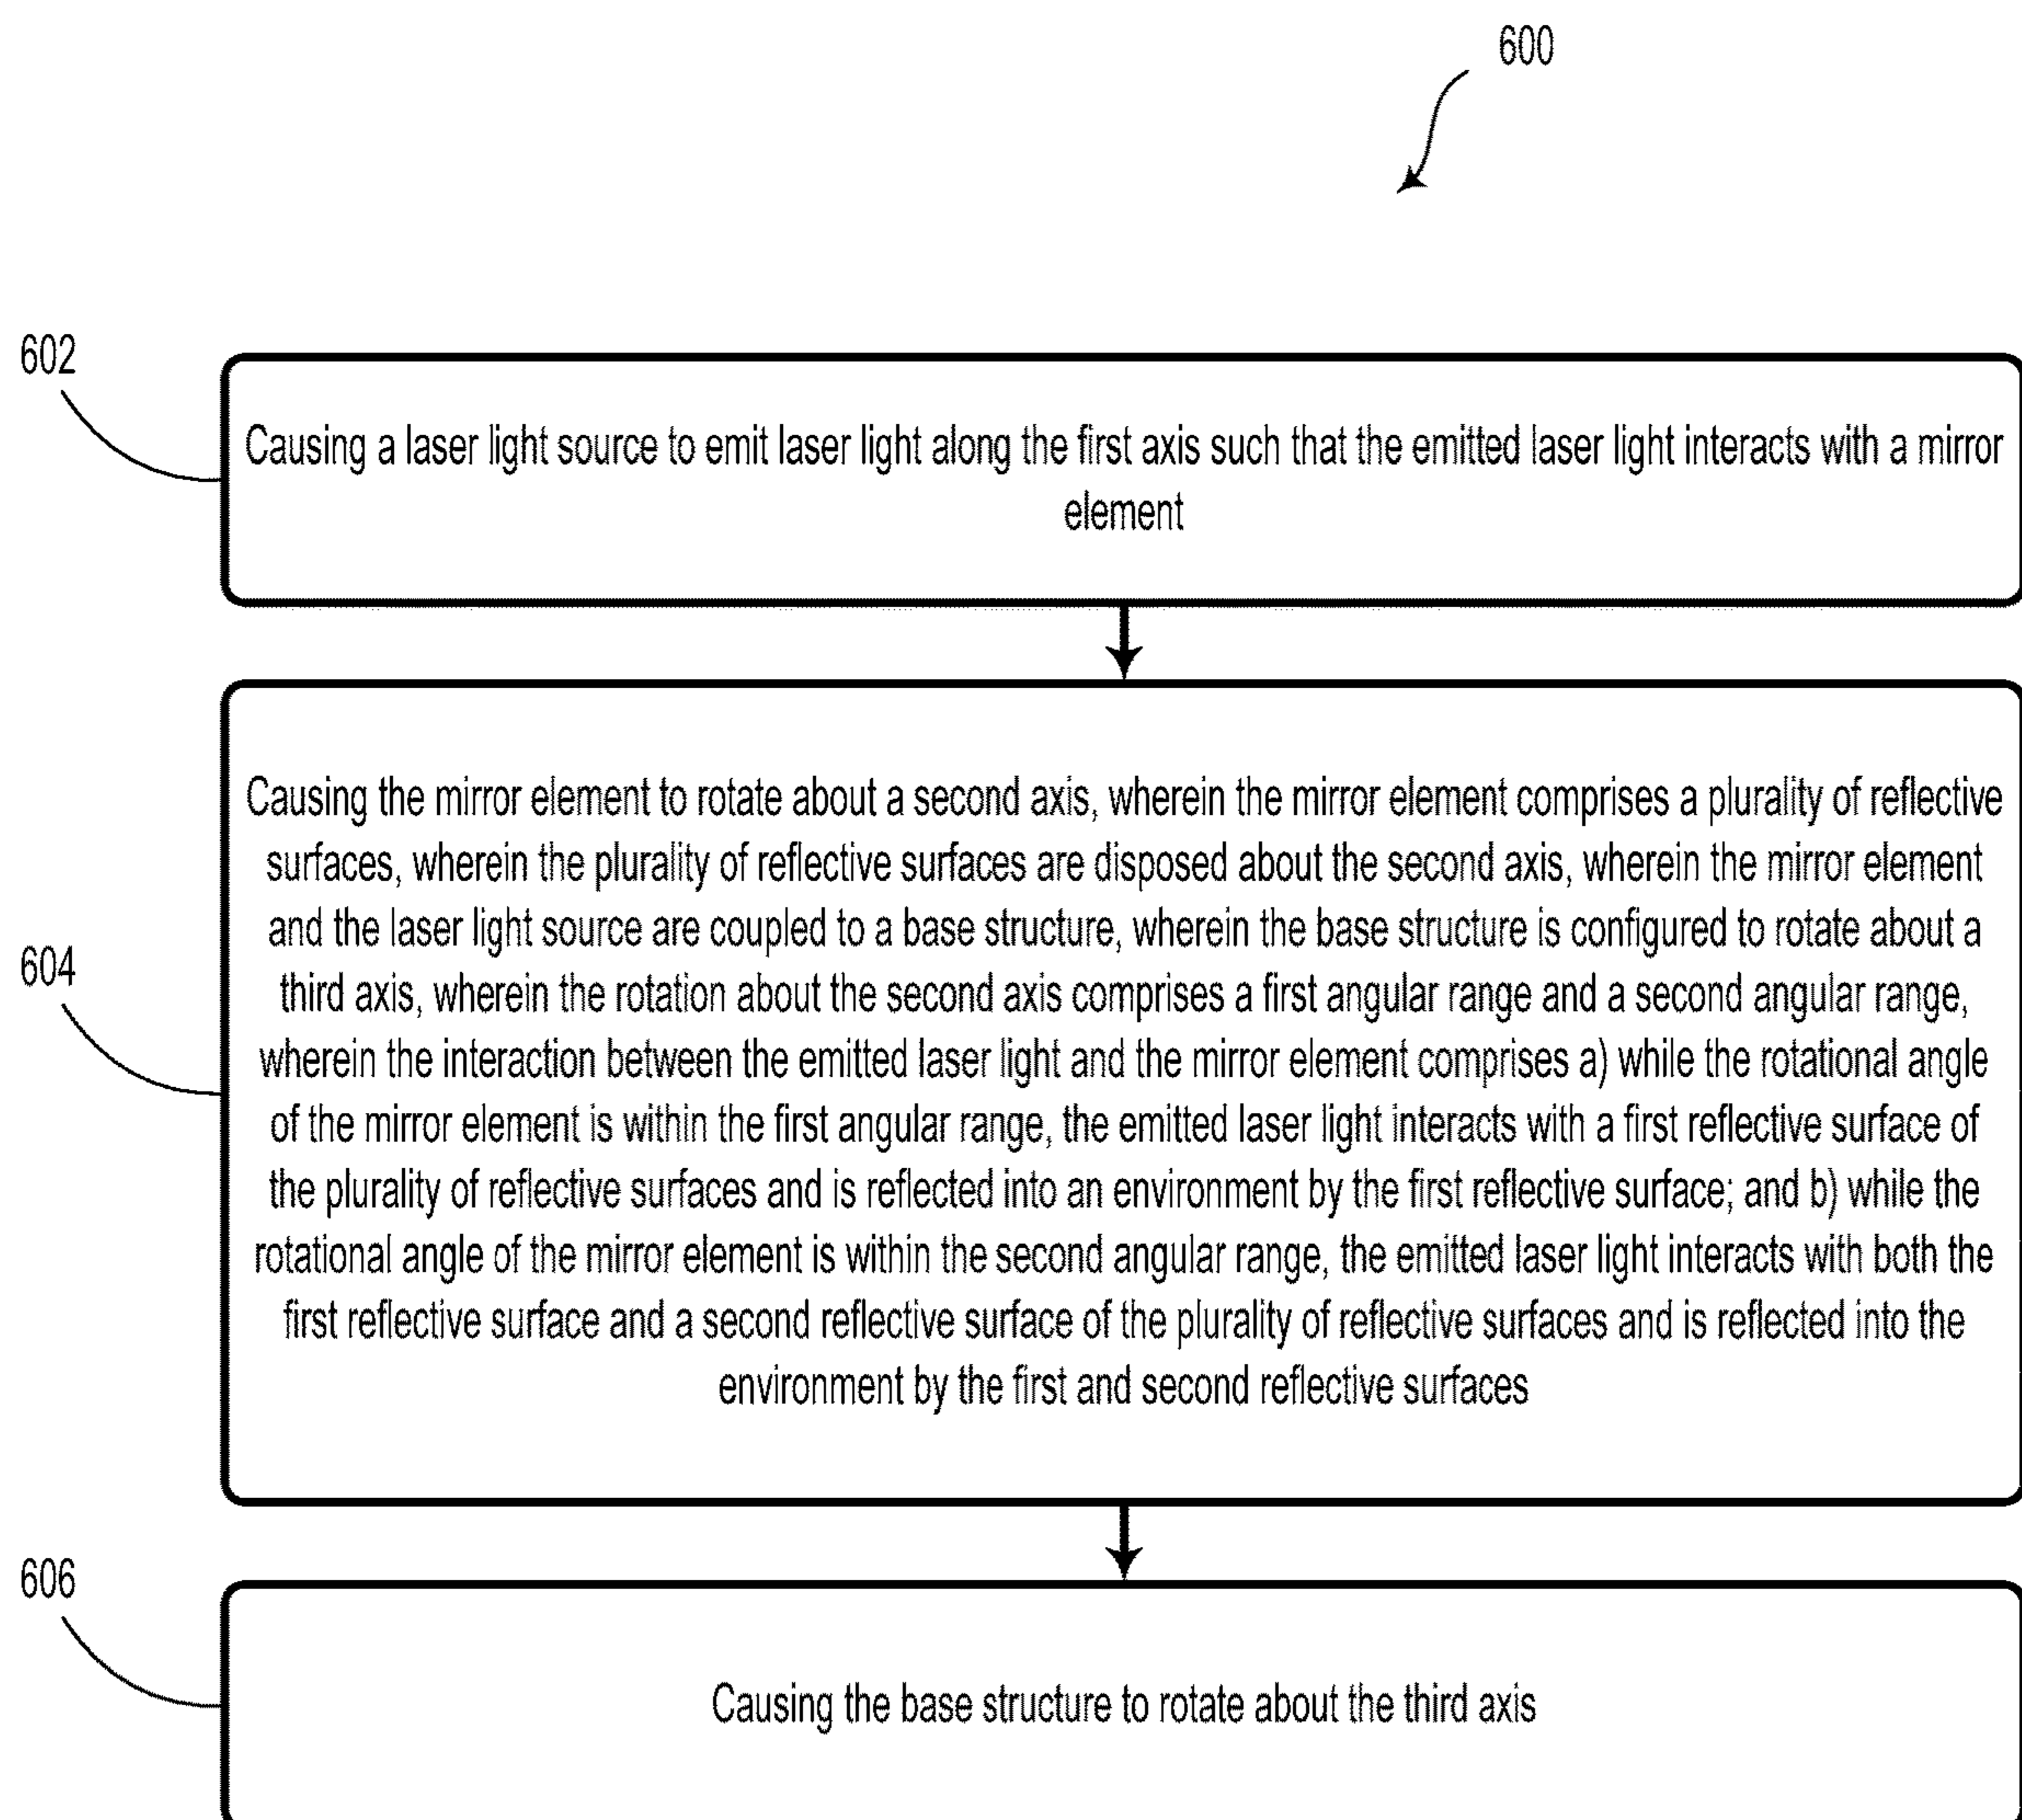 600
602
Causing a laser light source to emit laser light along the first axis such that the emitted laser light interacts with a mirror
element
604
Causing the mirror element to rotate about a second axis, wherein the mirror element comprises a plurality of reflective
surfaces, wherein the plurality of reflective surfaces are disposed about the second axis, wherein the mirror element
and the laser light source are coupled to a base structure, wherein the base structure is configured to rotate about a
third axis, wherein the rotation about the second axis comprises a first angular range and a second angular range,
wherein the interaction between the emitted laser light and the mirror element comprises a) while the rotational angle
of the mirror element is within the first angular range, the emitted laser light interacts with a first reflective surface of
the plurality of reflective surfaces and is reflected into an environment by the first reflective surface; and b) while the
rotational angle of the mirror element is within the second angular range, the emitted laser light interacts with both the
first reflective surface and a second reflective surface of the plurality of reflective surfaces and is reflected into the
environment by the first and second reflective surfaces
606
Causing the base structure to rotate about the third axis